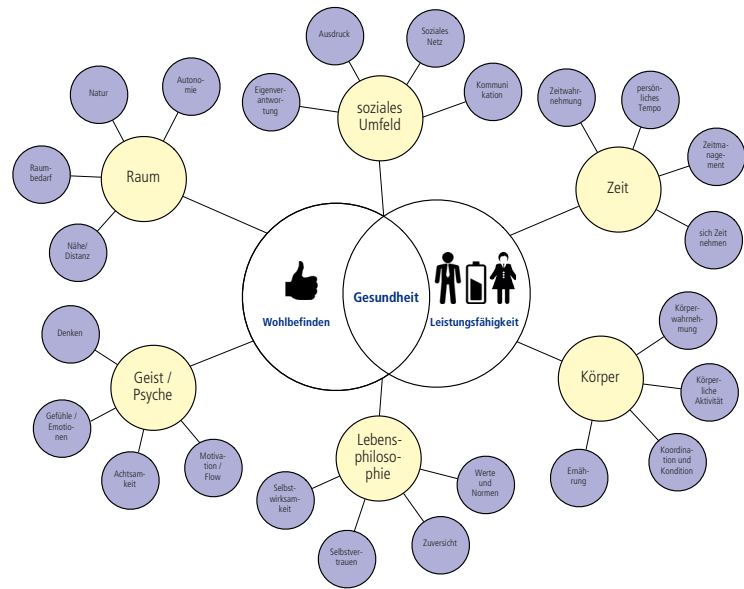 Ausdruck
Soziales
Netz
Eigenver-
antwor-
tung
Kommuni
kation
soziales
Umfeld
Natur
Autono-
mie
Raum-
bedarf
Nähe/
Distanz
Raum
Zeitwahr-
nehmung
persön-
liches
Tempo
Zeitma-
nage-
ment
sich Zeit
nehmen
Zeit
Wohlbefinden
Gesundheit
Leistungsfähigkeit
Denken
Gefühle /
Emotio-
nen
Achtsam-
keit
Motiva-
tion /
Flow
Geist /
Psyche
Lebens-
philoso-
phie
Selbst-
wirksam-
keit
Selbstver-
trauen
Zuversicht
Werte
und
Normen
Körper
Körper-
wahrneh-
mung
Körper-
liche
Aktivität
Koordina-
tion und
Kondition
Ernäh-
rung